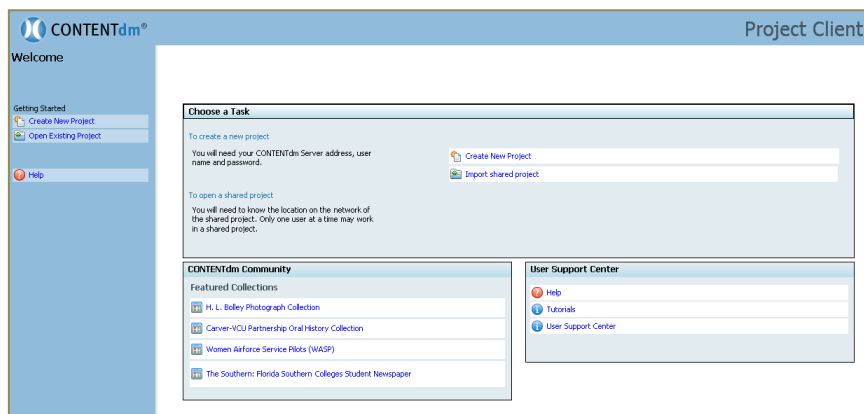 CONTENTdm®
Project Client
Welcome
Getting Started
Create New Project
Open Existing Project
Help
Choose a Task
To create a new project
You will need your CONTENTdm Server address, user
name and password.
Create New Project
Import shared project
To open a shared project
You will need to know the location on the network of
the shared project. Only one user at a time may work
in a shared project.
CONTENTdm Community
Featured Collections
H. L. Bolley Photograph Collection
Carver-VCU Partnership Oral History Collection
Women Airforce Service Pilots (WASP)
The Southern: Florida Southern Colleges Student Newspaper
User Support Center
Help
Tutorials
User Support Center